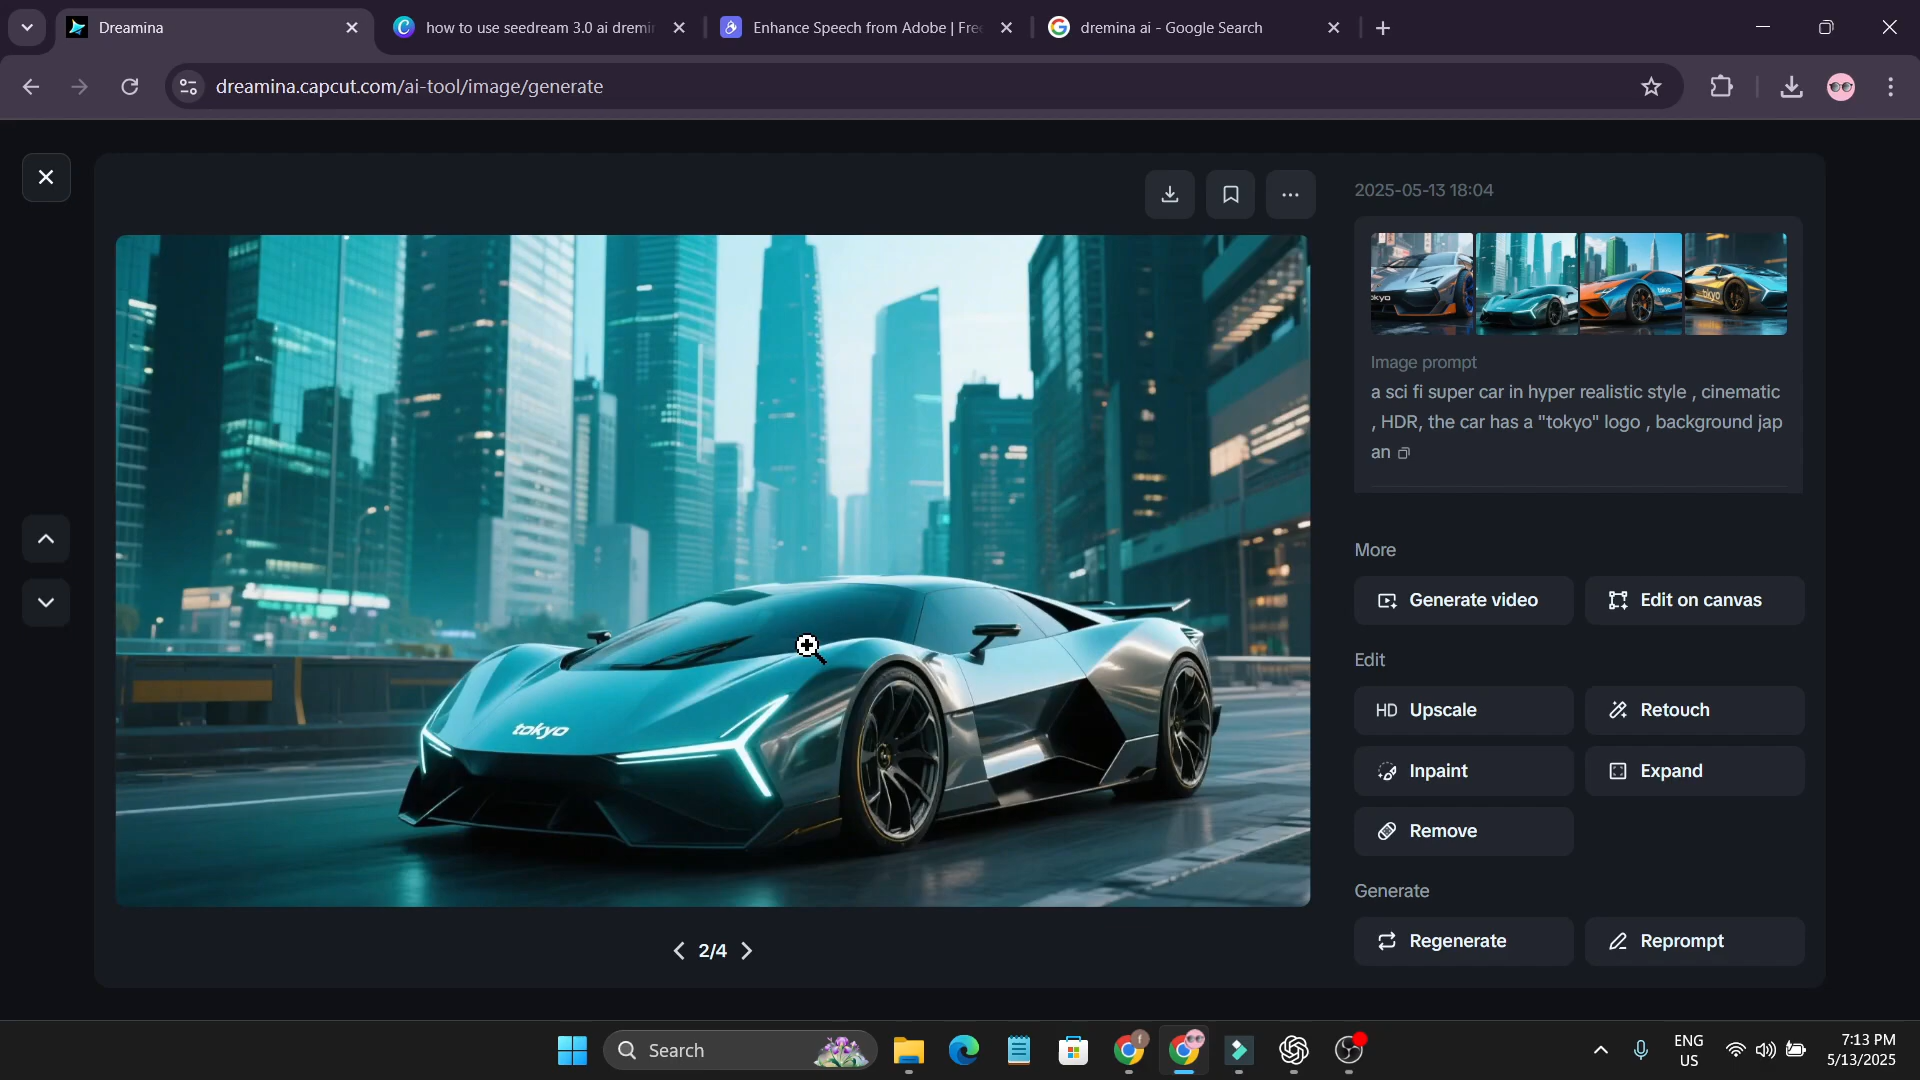 Dreamina
how to use seedream 3.0 ai dremin
Enhance Speech from Adobe | Free
dremina ai - Google Search
dreamina.capcut.com/ai-tool/image/generate
2025-05-13 18:04
Image prompt
a sci fi super car in hyper realistic style , cinematic
, HDR, the car has a "tokyo" logo , background jap
an
tokyo
More
Generate video
Edit on canvas
Edit
HD Upscale
Retouch
Inpaint
Expand
Remove
Generate
Regenerate
Reprompt
2/4
Search
ENG
US
7:13 PM
5/13/2025